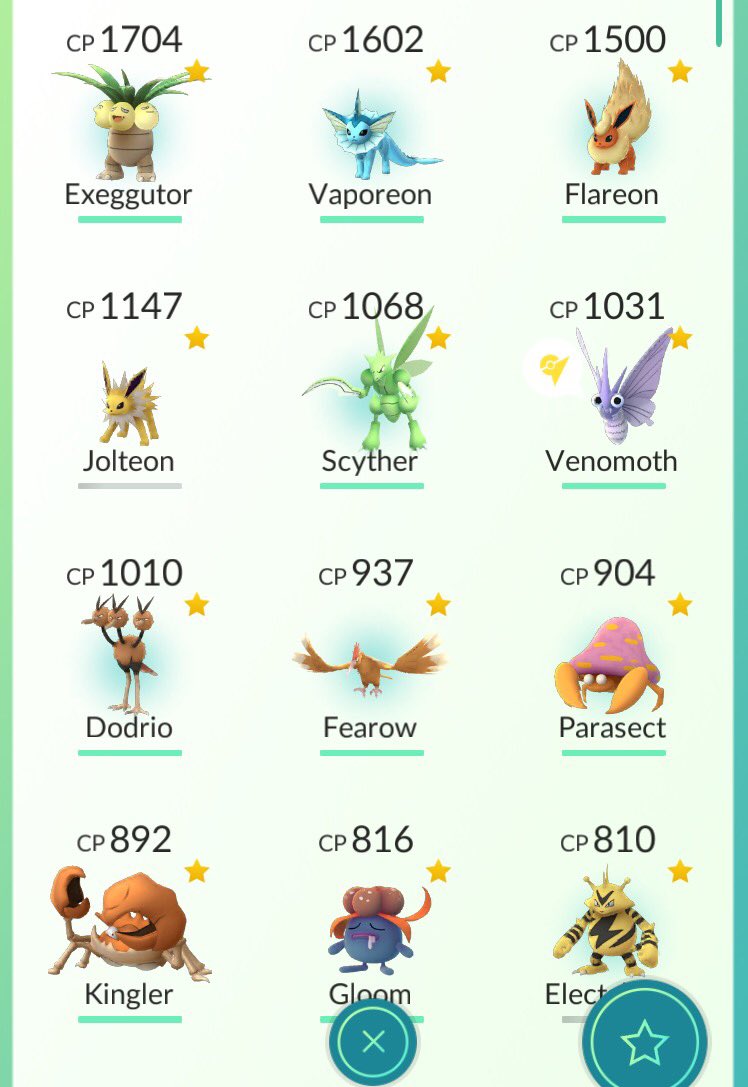 CP 1704 CP 1602 CP 1500
Exeggutor Vaporeon Flareon
CP 1147 CP 1068 CP 1031
Jolteon Scyther Venomoth
CP 1010 CP 937 CP 904
Dodrio Fearow Parasect
CP 892 CP 816 CP 810
Kingler Gloom Elect